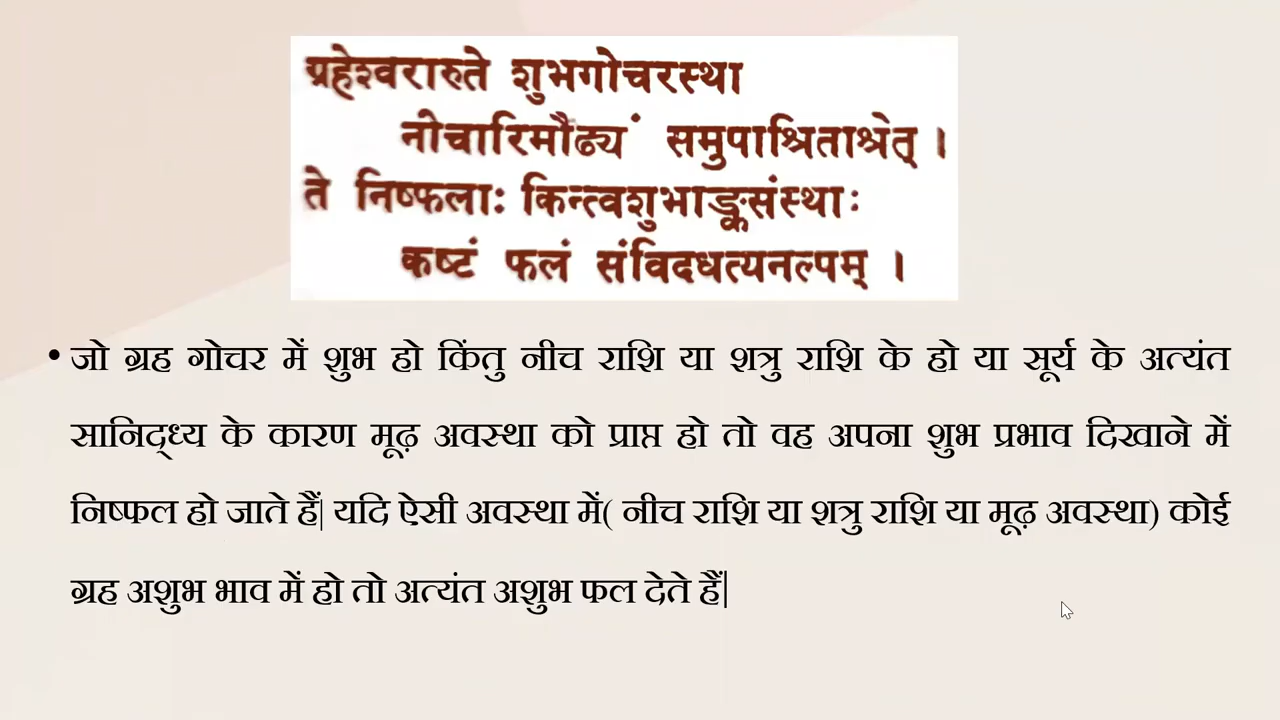 ग्रहेश्वरारुते शुभगोचरस्था
नीचारिमौढ्यं समुपाश्रिताश्रेत् ।
ते निष्फलाः किन्त्वशुभाङ्कसंस्थाः
कष्टं फलं संविदधत्यनल्पम् ।
• जो ग्रह गोचर में शुभ हो किंतु नीच राशि या शत्रु राशि के हो या सूर्य के अत्यंत
सानिद्ध्य के कारण मूढ़ अवस्था को प्राप्त हो तो वह अपना शुभ प्रभाव दिखाने में
निष्फल हो जाते हैं| यदि ऐसी अवस्था में( नीच राशि या शत्रु राशि या मूढ़ अवस्था) कोई
ग्रह अशुभ भाव में हो तो अत्यंत अशुभ फल देते हैं|